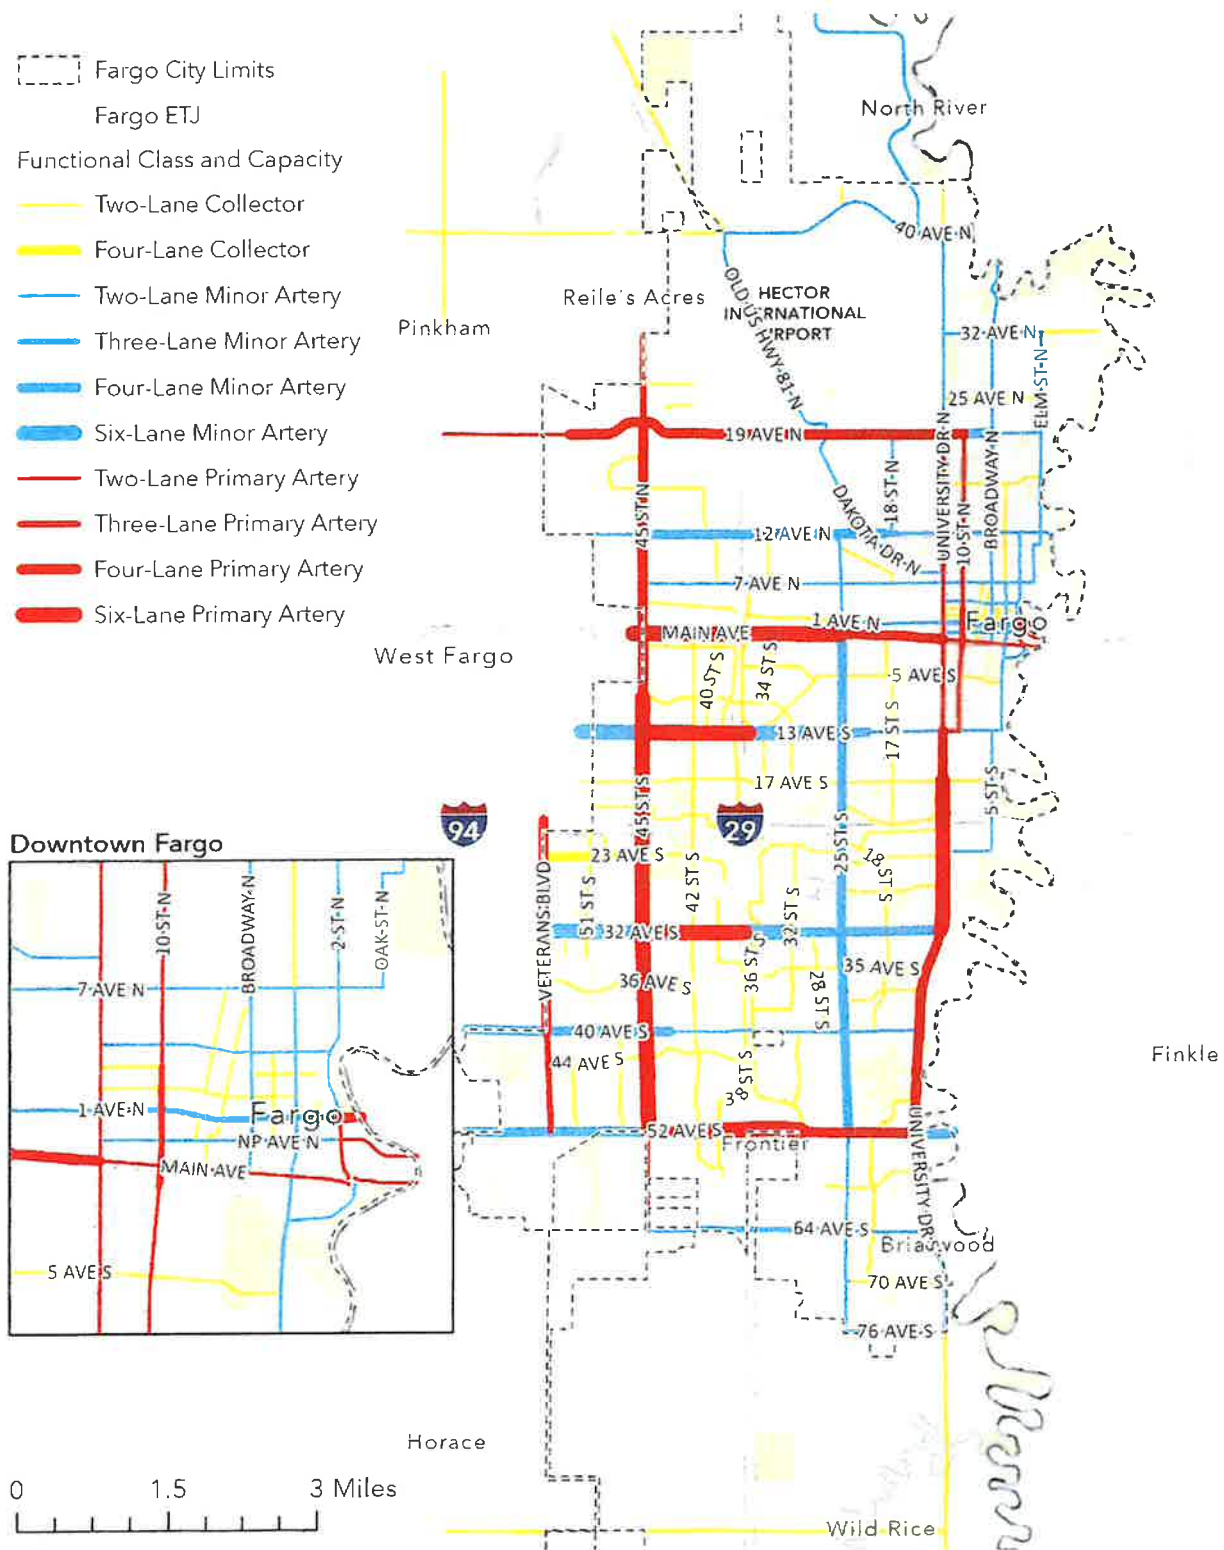 Fargo City Limits
Fargo ETJ
Functional Class and Capacity
Two-Lane Collector
Four-Lane Collector
Two-Lane Minor Artery
Three-Lane Minor Artery
Four-Lane Minor Artery
Six-Lane Minor Artery
Two-Lane Primary Artery
Three-Lane Primary Artery
Four-Lane Primary Artery
Six-Lane Primary Artery
North River
40 AVE N
Reile's Acres
HECTOR
INTERNATIONAL
AIRPORT
OLD US HWY 81 N
Pinkham
32 AVE N
ELM ST N
25 AVE N
19 AVE N
UNIVERSITY DR N
BROADWAY N
10 ST N
18 ST N
45 ST N
DAKOTA DR N
12 AVE N
7 AVE N
1 AVE N
Fargo
MAIN AVE
West Fargo
40 ST S
34 ST S
5 AVE S
17 ST S
13 AVE S
17 AVE S
5 ST S
45 ST S
25 ST S
94
29
23 AVE S
18 ST S
42 ST S
51 ST S
VETERANS BLVD
32 ST S
32 AVE S
36 ST S
35 AVE S
28 ST S
36 AVE S
40 AVE S
44 AVE S
38 ST S
Finkle
52 AVE S
Frontier
UNIVERSITY DR
64 AVE S
Briarwood
70 AVE S
76 AVE S
Horace
Wild Rice
Downtown Fargo
10 ST N
BROADWAY N
2 ST N
OAK ST N
7 AVE N
1 AVE N
Fargo
NP AVE N
MAIN AVE
5 AVE S
0 1.5 3 Miles